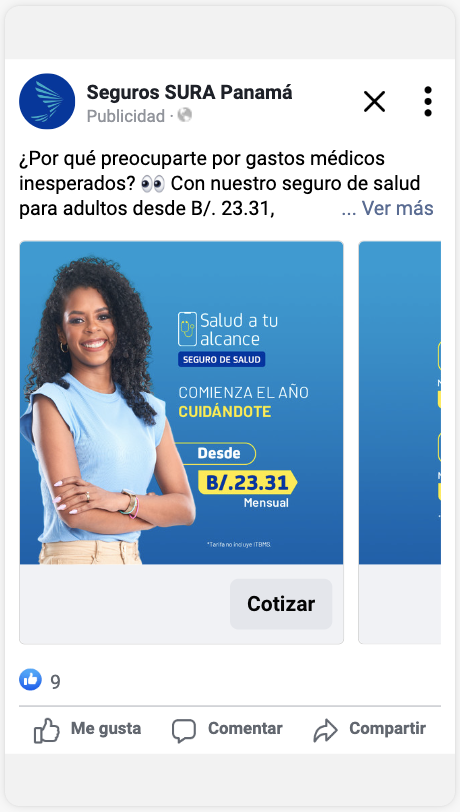 Seguros SURA Panamá
Publicidad ·
¿Por qué preocuparte por gastos médicos
inesperados? 👀 Con nuestro seguro de salud
para adultos desde B/. 23.31,
... Ver más
Salud a tu
alcance
SEGURO DE SALUD
COMIENZA EL AÑO
CUIDÁNDOTE
Desde
B/.23.31
Mensual
*Tarifa no incluye ITBMS.
Cotizar
9
Me gusta
Comentar
Compartir